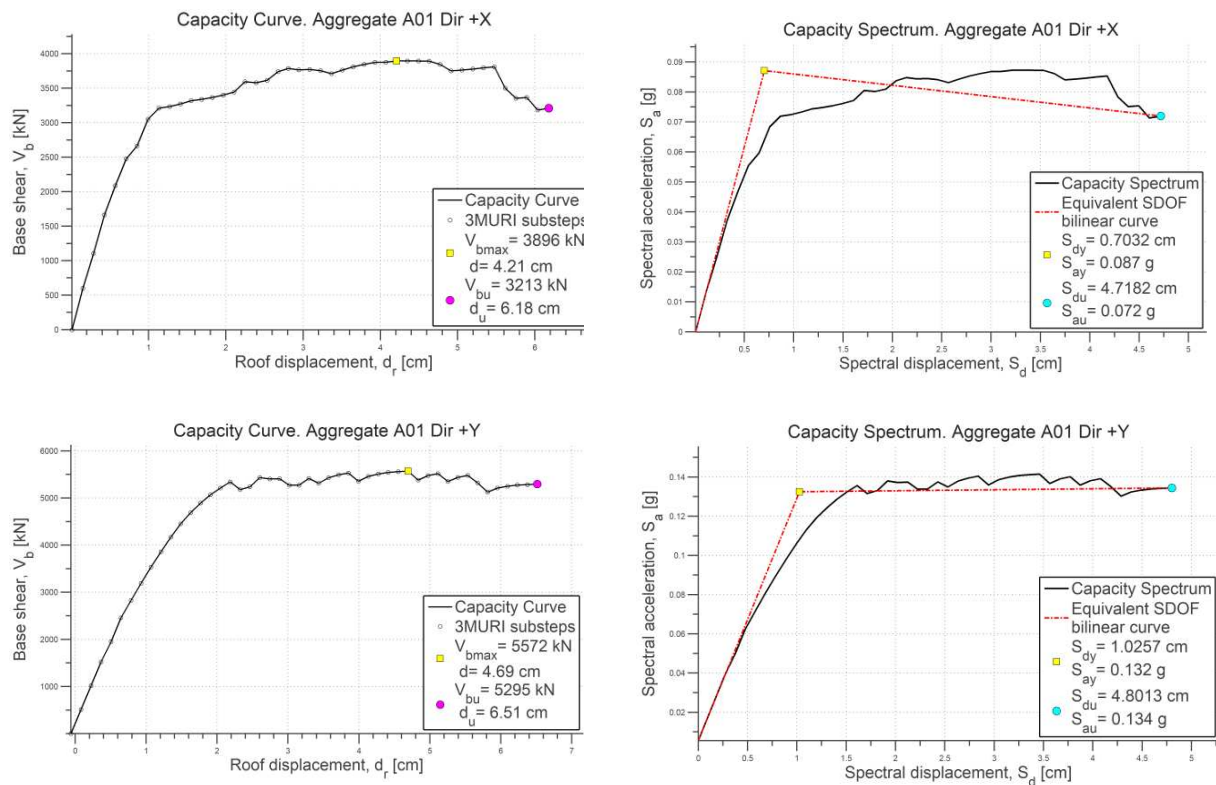 Capacity Curve. Aggregate A01 Dir +X
4000
3500
3000
2500
2000
1500
1000
500
0
Base shear, V_b [kN]
1
2
3
4
5
6
Roof displacement, d_r [cm]
Capacity Curve
3MURI substeps
V_bmax = 3896 kN
d= 4.21 cm
V_bu = 3213 kN
d_u = 6.18 cm
Capacity Spectrum. Aggregate A01 Dir +X
0.09
0.08
0.07
0.06
0.05
0.04
0.03
0.02
0.01
0
Spectral acceleration, S_a [g]
0.5
1
1.5
2
2.5
3
3.5
4
4.5
5
Spectral displacement, S_d [cm]
Capacity Spectrum
Equivalent SDOF
bilinear curve
S_dy = 0.7032 cm
S_ay = 0.087 g
S_du = 4.7182 cm
S_au = 0.072 g
Capacity Curve. Aggregate A01 Dir +Y
6000
5000
4000
3000
2000
1000
Base shear, V_b [kN]
0
1
2
3
4
5
6
7
Roof displacement, d_r [cm]
Capacity Curve
3MURI substeps
V_bmax = 5572 kN
d= 4.69 cm
V_bu = 5295 kN
d_u = 6.51 cm
Capacity Spectrum. Aggregate A01 Dir +Y
0.14
0.12
0.1
0.08
0.06
0.04
0.02
Spectral acceleration, S_a [g]
0
0.5
1
1.5
2
2.5
3
3.5
4
4.5
5
Spectral displacement, S_d [cm]
Capacity Spectrum
Equivalent SDOF
bilinear curve
S_dy = 1.0257 cm
S_ay = 0.132 g
S_du = 4.8013 cm
S_au = 0.134 g